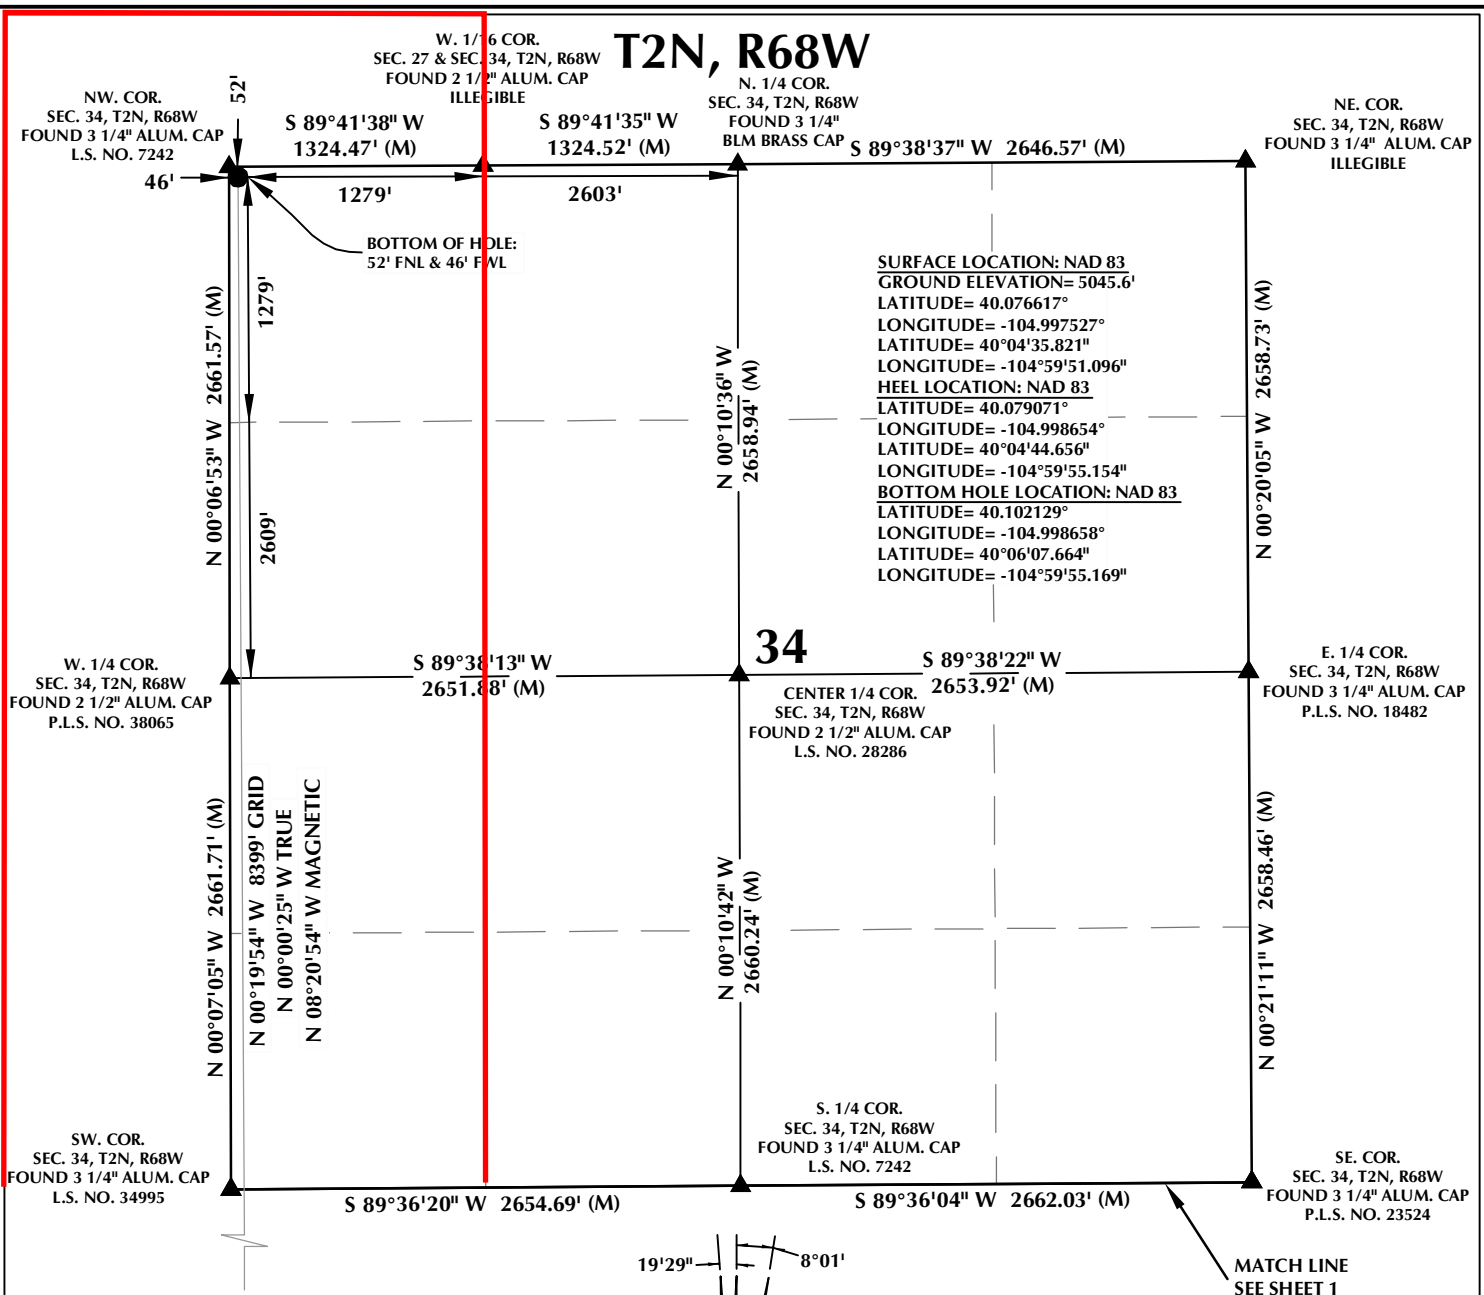 T2N, R68W
W. 1/16 COR.
SEC. 27 & SEC. 34, T2N, R68W
FOUND 2 1/2" ALUM. CAP
ILLEGIBLE
NW. COR.
SEC. 34, T2N, R68W
FOUND 3 1/4" ALUM. CAP
L.S. NO. 7242
52'
46'
S 89°41'38" W
1324.47' (M)
S 89°41'35" W
1324.52' (M)
N. 1/4 COR.
SEC. 34, T2N, R68W
FOUND 3 1/4"
BLM BRASS CAP
S 89°38'37" W 2646.57' (M)
NE. COR.
SEC. 34, T2N, R68W
FOUND 3 1/4" ALUM. CAP
ILLEGIBLE
1279'
2603'
BOTTOM OF HOLE:
52' FNL & 46' FWL
1279'
2609'
N 00°06'53" W 2661.57' (M)
N 00°10'36" W
2658.94' (M)
SURFACE LOCATION: NAD 83
GROUND ELEVATION= 5045.6'
LATITUDE= 40.076617°
LONGITUDE= -104.997527°
LATITUDE= 40°04'35.821"
LONGITUDE= -104°59'51.096"
HEEL LOCATION: NAD 83
LATITUDE= 40.079071°
LONGITUDE= -104.998654°
LATITUDE= 40°04'44.656"
LONGITUDE= -104°59'55.154"
BOTTOM HOLE LOCATION: NAD 83
LATITUDE= 40.102129°
LONGITUDE= -104.998658°
LATITUDE= 40°06'07.664"
LONGITUDE= -104°59'55.169"
N 00°20'05" W 2658.73' (M)
W. 1/4 COR.
SEC. 34, T2N, R68W
FOUND 2 1/2" ALUM. CAP
P.L.S. NO. 38065
S 89°38'13" W
2651.88' (M)
34
S 89°38'22" W
2653.92' (M)
CENTER 1/4 COR.
SEC. 34, T2N, R68W
FOUND 2 1/2" ALUM. CAP
L.S. NO. 28286
E. 1/4 COR.
SEC. 34, T2N, R68W
FOUND 3 1/4" ALUM. CAP
P.L.S. NO. 18482
N 00°07'05" W 2661.71' (M)
N 00°19'54" W 8399' GRID
N 00°00'25" W TRUE
N 08°20'54" W MAGNETIC
N 00°10'42" W
2660.24' (M)
N 00°21'11" W 2658.46' (M)
SW. COR.
SEC. 34, T2N, R68W
FOUND 3 1/4" ALUM. CAP
L.S. NO. 34995
S. 1/4 COR.
SEC. 34, T2N, R68W
FOUND 3 1/4" ALUM. CAP
L.S. NO. 7242
SE. COR.
SEC. 34, T2N, R68W
FOUND 3 1/4" ALUM. CAP
P.L.S. NO. 23524
S 89°36'20" W 2654.69' (M)
S 89°36'04" W 2662.03' (M)
19'29"
8°01'
MATCH LINE
SEE SHEET 1